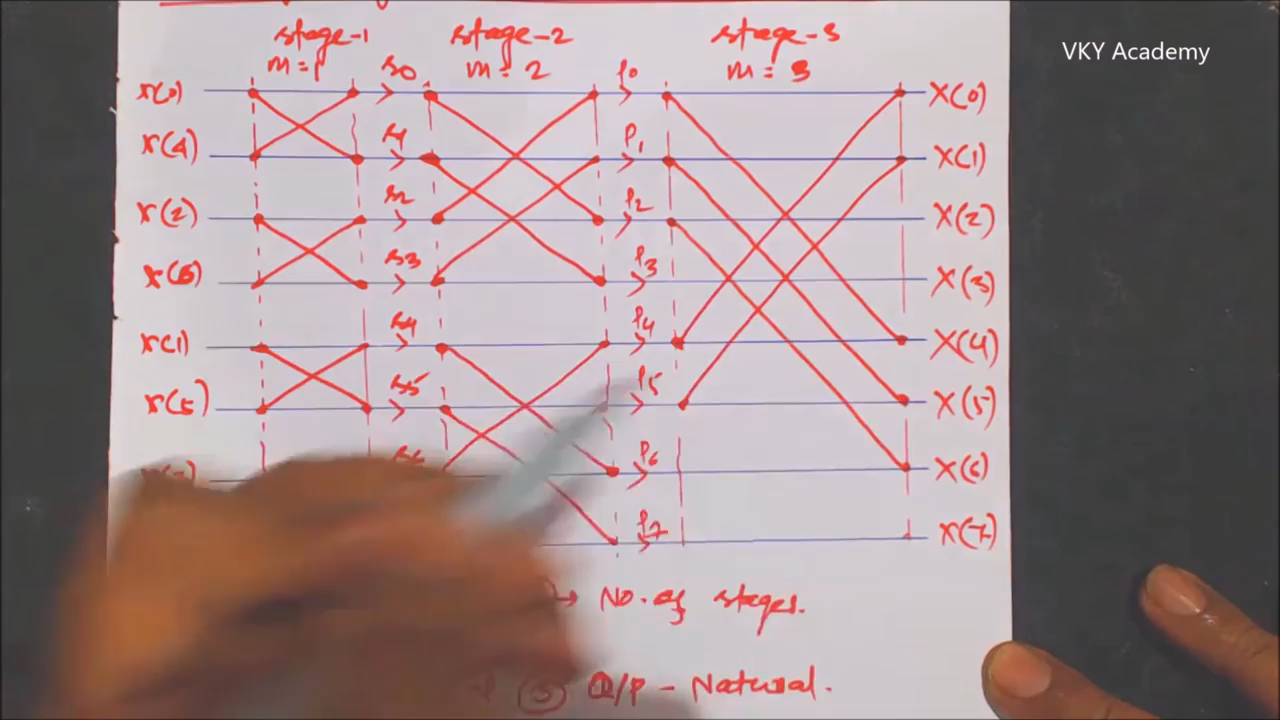 VKY Academy
stage-1 stage-2 stage-3
m=1 m=2 m=3
x(0) s0 P0 X(0)
x(4) s1 P1 X(1)
x(2) s2 P2 X(2)
x(6) s3 P3 X(3)
x(1) s4 P4 X(4)
x(5) s5 P5 X(5)
P6 X(6)
P7 X(7)
→ No. of stages.
③ O/P - Natural.